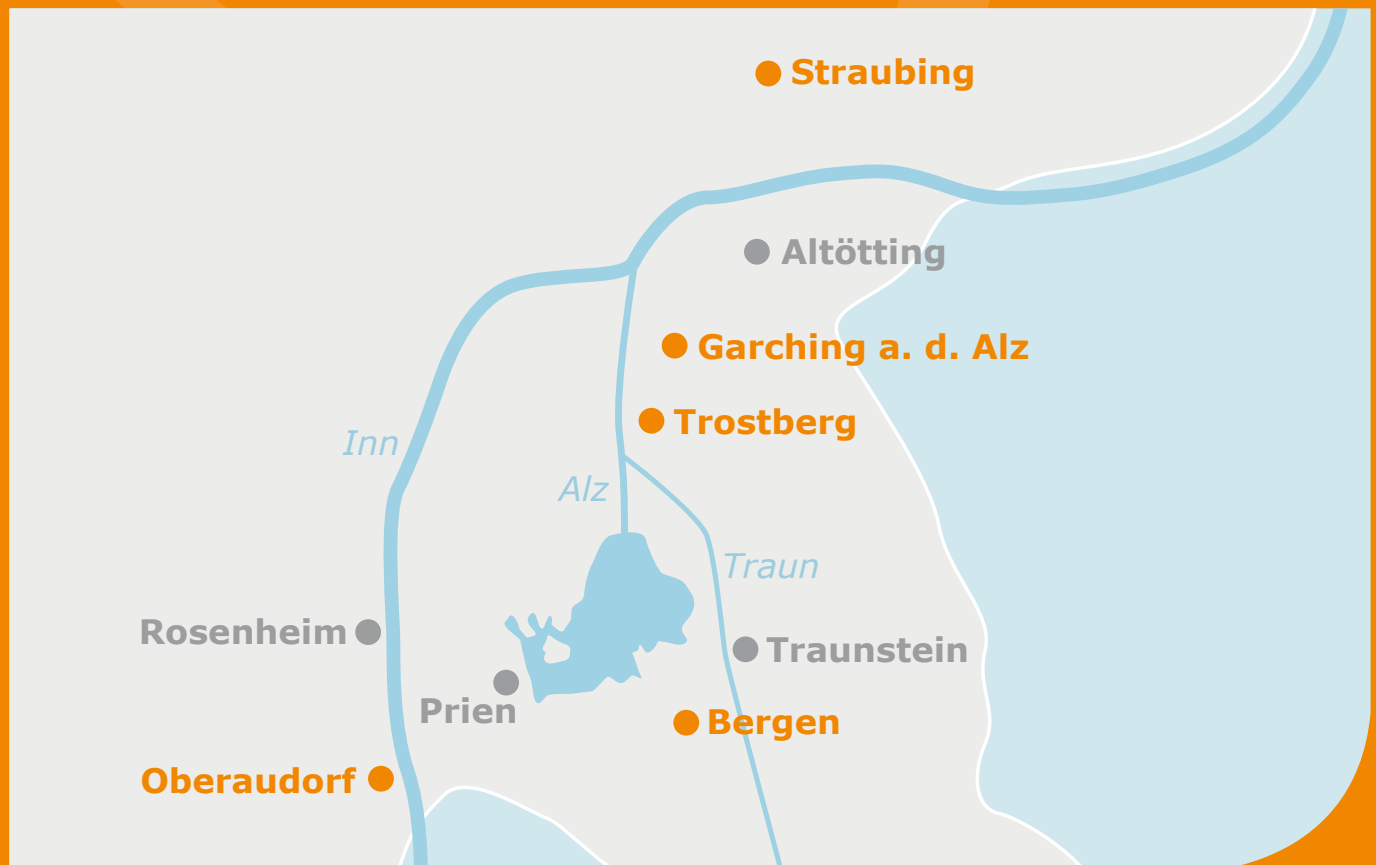 Straubing
Altötting
Garching a. d. Alz
Trostberg
Inn
Alz
Traun
Rosenheim
Traunstein
Prien
Bergen
Oberaudorf